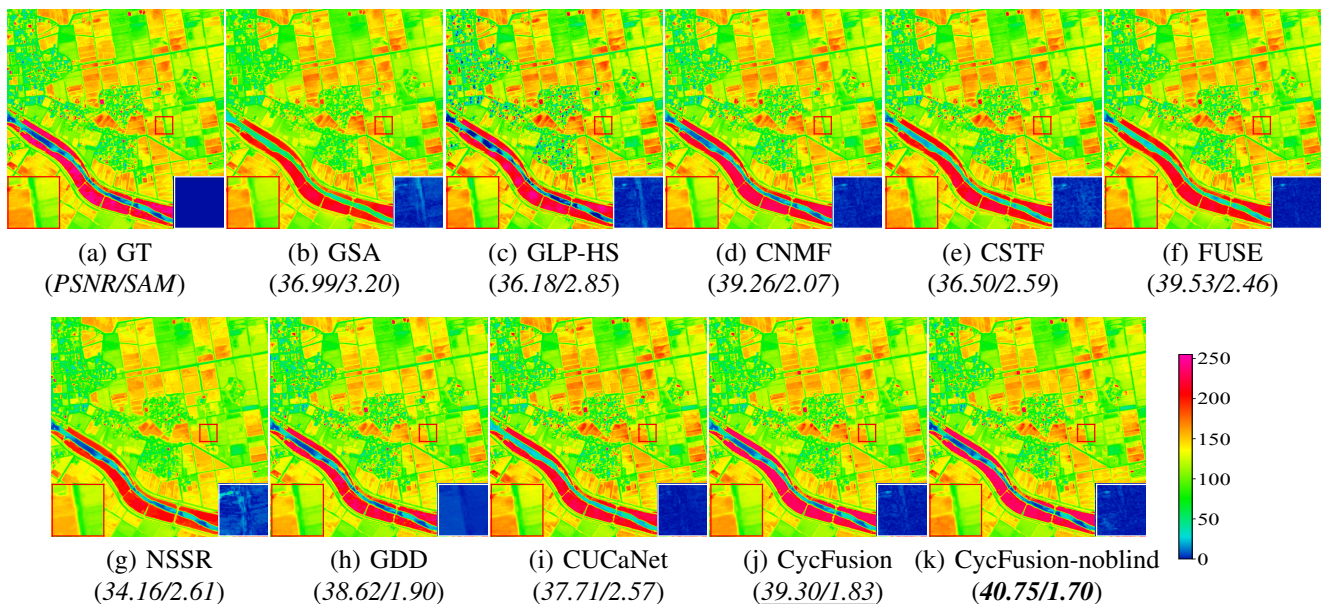 (a) GT (b) GSA (c) GLP-HS (d) CNMF (e) CSTF (f) FUSE
(PSNR/SAM) (36.99/3.20) (36.18/2.85) (39.26/2.07) (36.50/2.59) (39.53/2.46)
250
200
150
100
50
0
(g) NSSR (h) GDD (i) CUCaNet (j) CycFusion (k) CycFusion-noblind
(34.16/2.61) (38.62/1.90) (37.71/2.57) (39.30/1.83) (40.75/1.70)